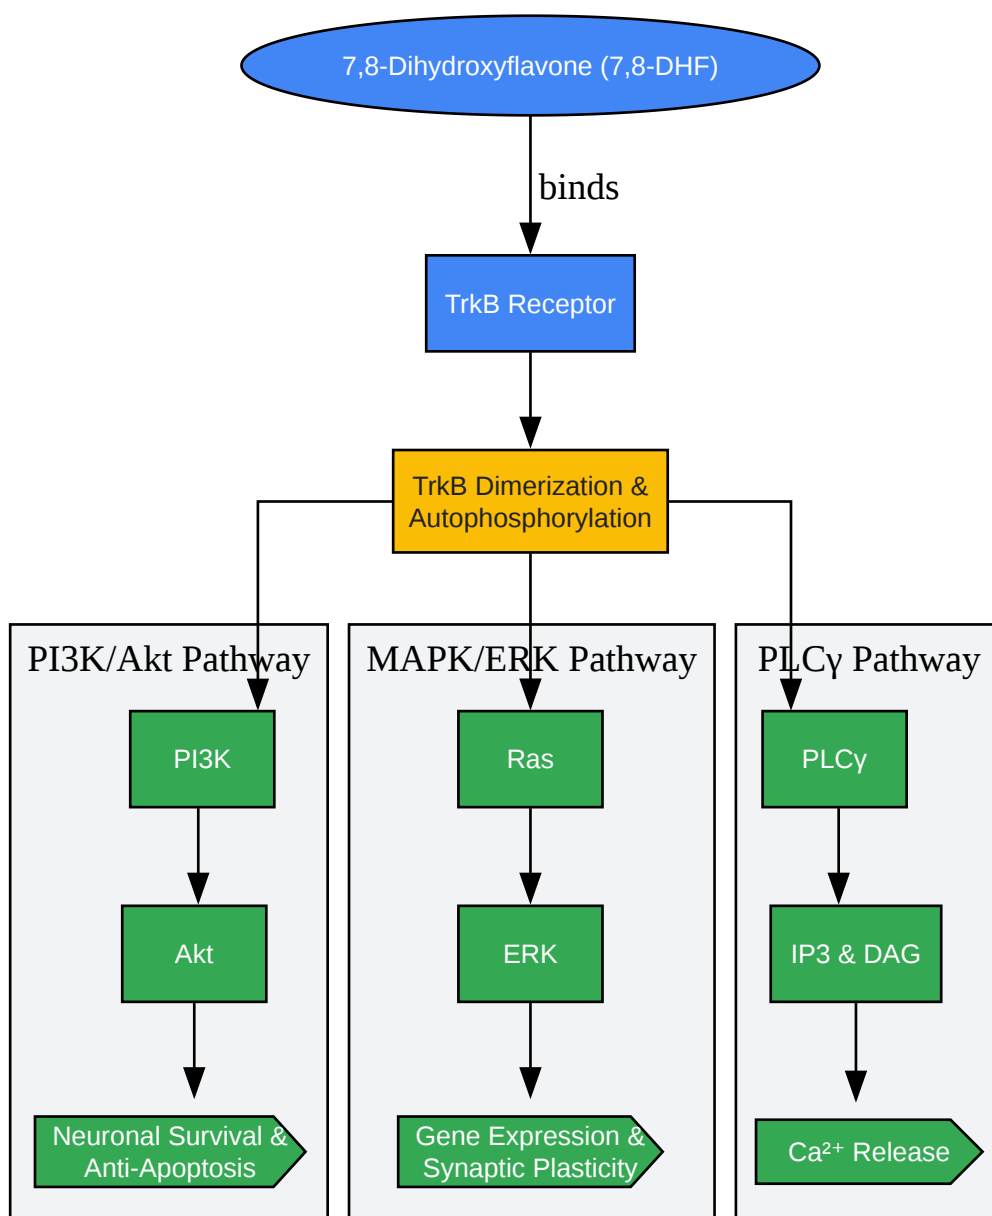 7,8-Dihydroxyflavone (7,8-DHF)
binds
TrkB Receptor
TrkB Dimerization &
Autophosphorylation
PI3K/Akt Pathway
MAPK/ERK Pathway
PLCγ Pathway
PI3K
Ras
PLCγ
Akt
ERK
IP3 & DAG
Neuronal Survival &
Anti-Apoptosis
Gene Expression &
Synaptic Plasticity
Ca²⁺ Release